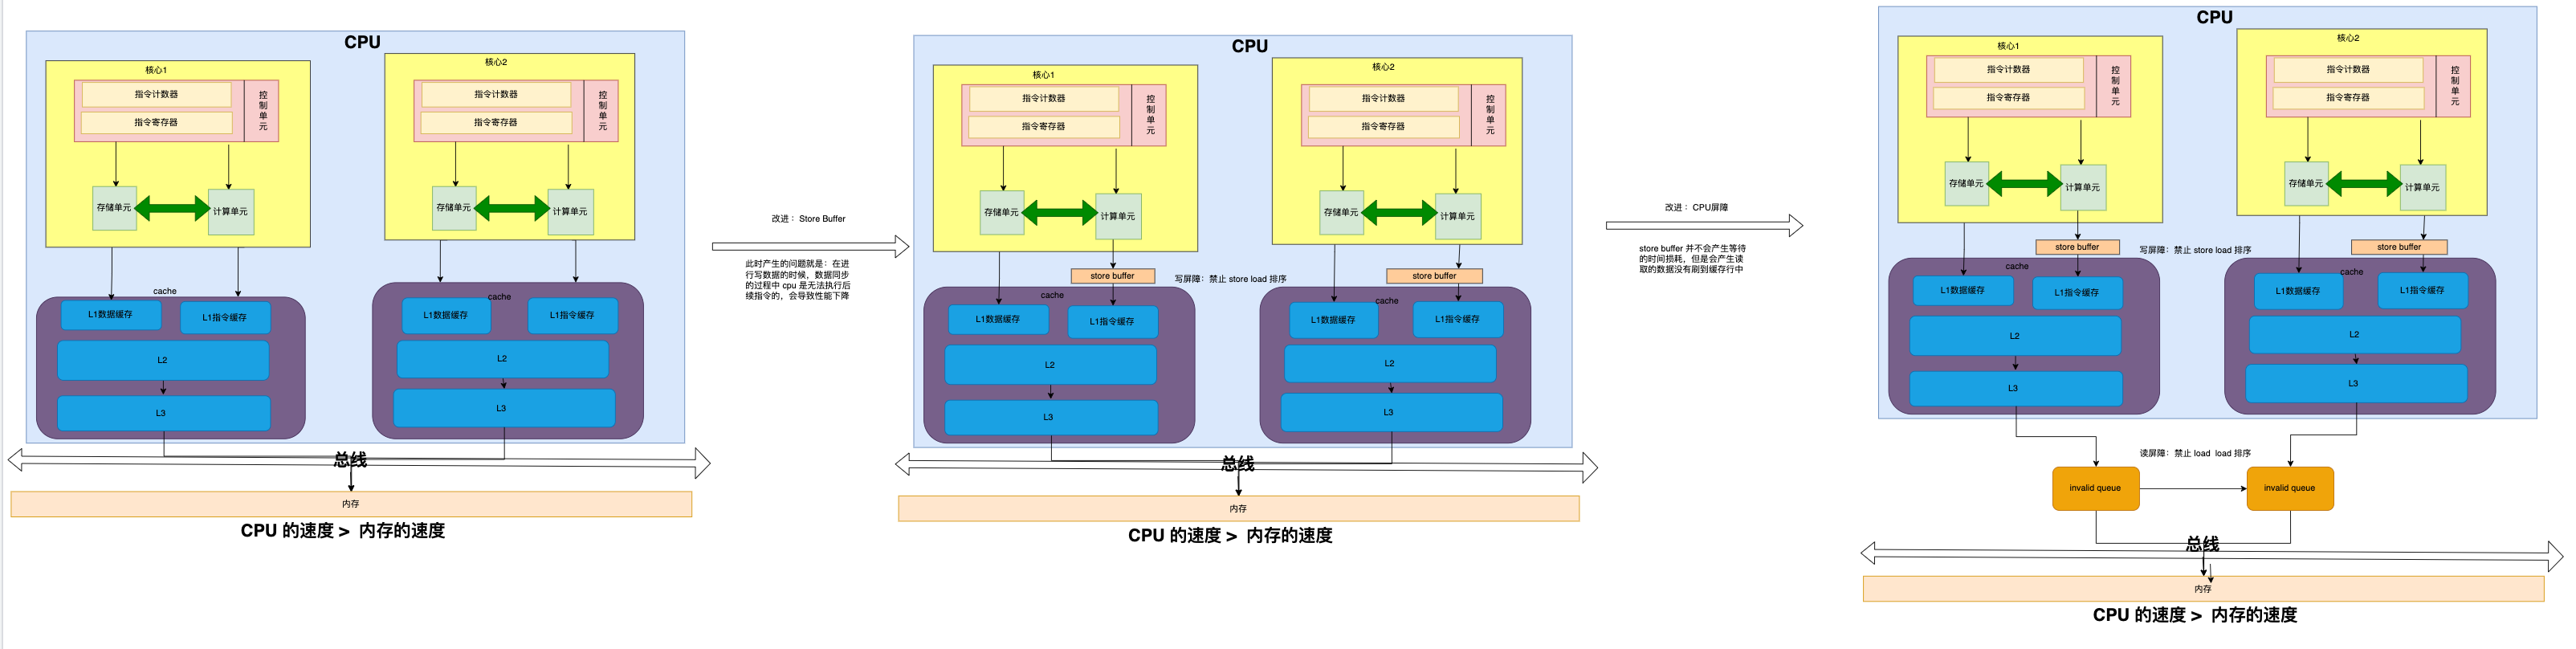 CPU
核心1
指令计数器
指令寄存器
控
制
单
元
存储单元
计算单元
核心2
指令计数器
指令寄存器
控
制
单
元
存储单元
计算单元
cache
L1数据缓存
L1指令缓存
L2
L3
cache
L1数据缓存
L1指令缓存
L2
L3
总线
内存
CPU 的速度 > 内存的速度
改进： Store Buffer
此时产生的问题就是：在进
行写数据的时候，数据同步
的过程中 cpu 是无法执行后
续指令的，会导致性能下降
CPU
核心1
指令计数器
指令寄存器
控
制
单
元
存储单元
计算单元
核心2
指令计数器
指令寄存器
控
制
单
元
存储单元
计算单元
store buffer
写屏障：禁止 store load 排序
store buffer
cache
L1数据缓存
L1指令缓存
L2
L3
cache
L1数据缓存
L1指令缓存
L2
L3
总线
内存
CPU 的速度 > 内存的速度
改进： CPU屏障
store buffer 并不会产生等待
的时间损耗，但是会产生读
取的数据没有刷到缓存行中
CPU
核心1
指令计数器
指令寄存器
控
制
单
元
存储单元
计算单元
核心2
指令计数器
指令寄存器
控
制
单
元
存储单元
计算单元
store buffer
写屏障：禁止 store load 排序
store buffer
cache
L1数据缓存
L1指令缓存
L2
L3
cache
L1数据缓存
L1指令缓存
L2
L3
读屏障：禁止 load load 排序
invalid queue
invalid queue
总线
内存
CPU 的速度 > 内存的速度